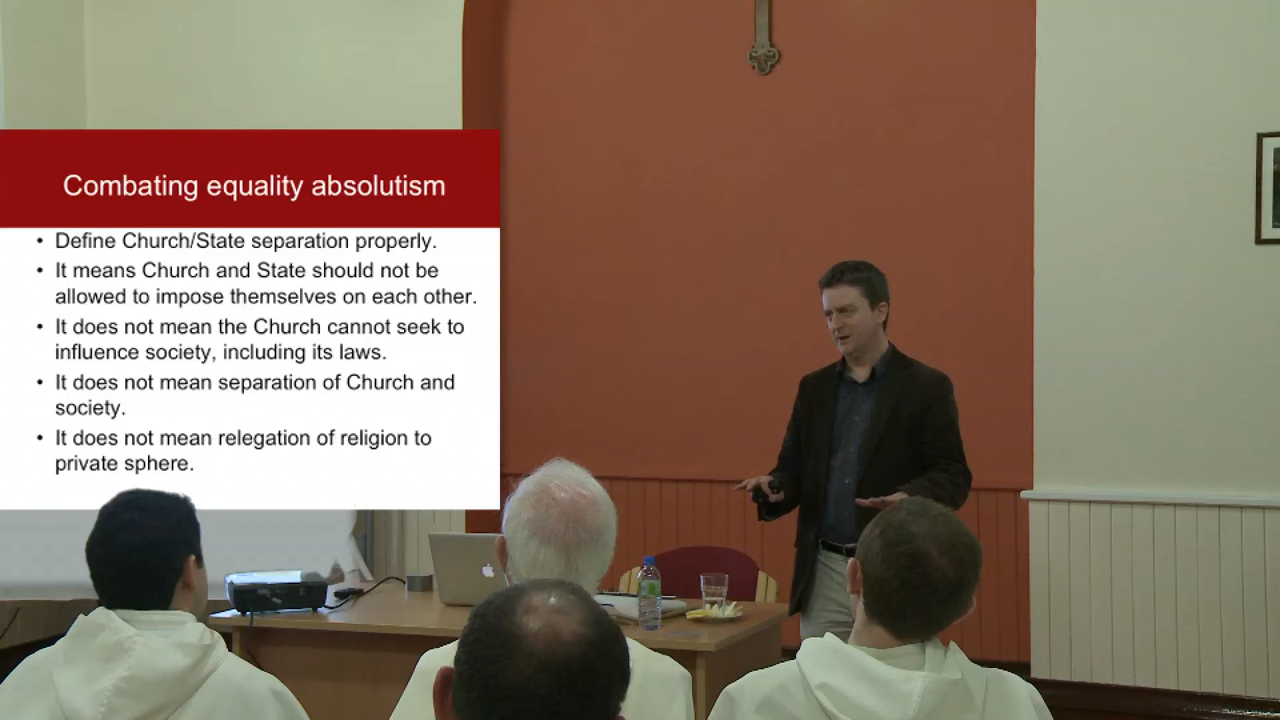 Combating equality absolutism
• Define Church/State separation properly.
• It means Church and State should not be
allowed to impose themselves on each other.
• It does not mean the Church cannot seek to
influence society, including its laws.
• It does not mean separation of Church and
society.
• It does not mean relegation of religion to
private sphere.